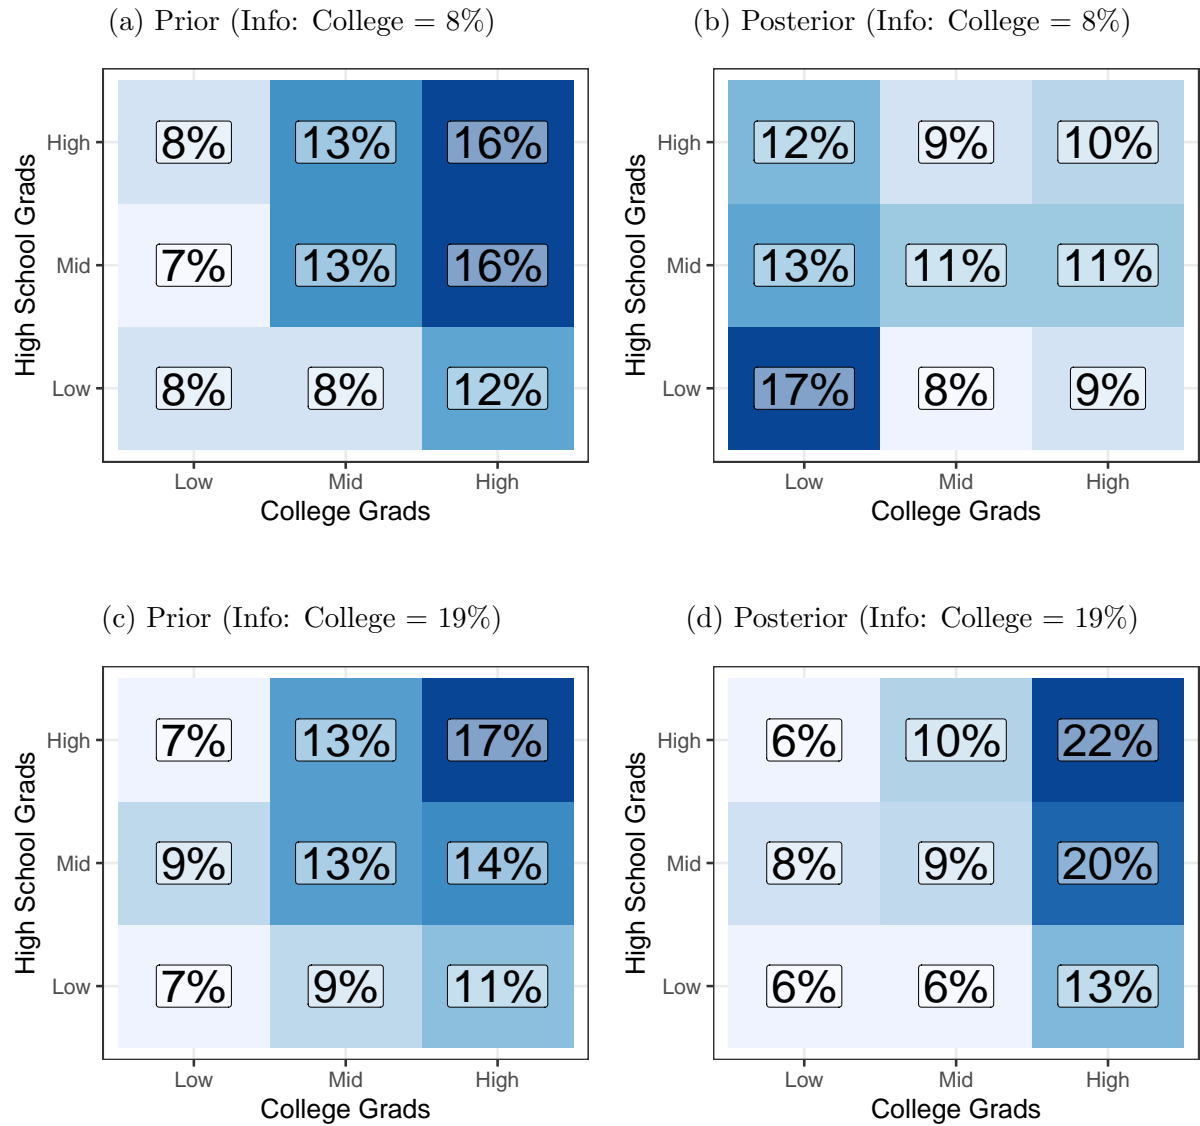 (a) Prior (Info: College = 8%)
High School Grads
High
8%
13%
16%
Mid
7%
13%
16%
Low
8%
8%
12%
Low
Mid
High
College Grads
(b) Posterior (Info: College = 8%)
High School Grads
High
12%
9%
10%
Mid
13%
11%
11%
Low
17%
8%
9%
Low
Mid
High
College Grads
(c) Prior (Info: College = 19%)
High School Grads
High
7%
13%
17%
Mid
9%
13%
14%
Low
7%
9%
11%
Low
Mid
High
College Grads
(d) Posterior (Info: College = 19%)
High School Grads
High
6%
10%
22%
Mid
8%
9%
20%
Low
6%
6%
13%
Low
Mid
High
College Grads